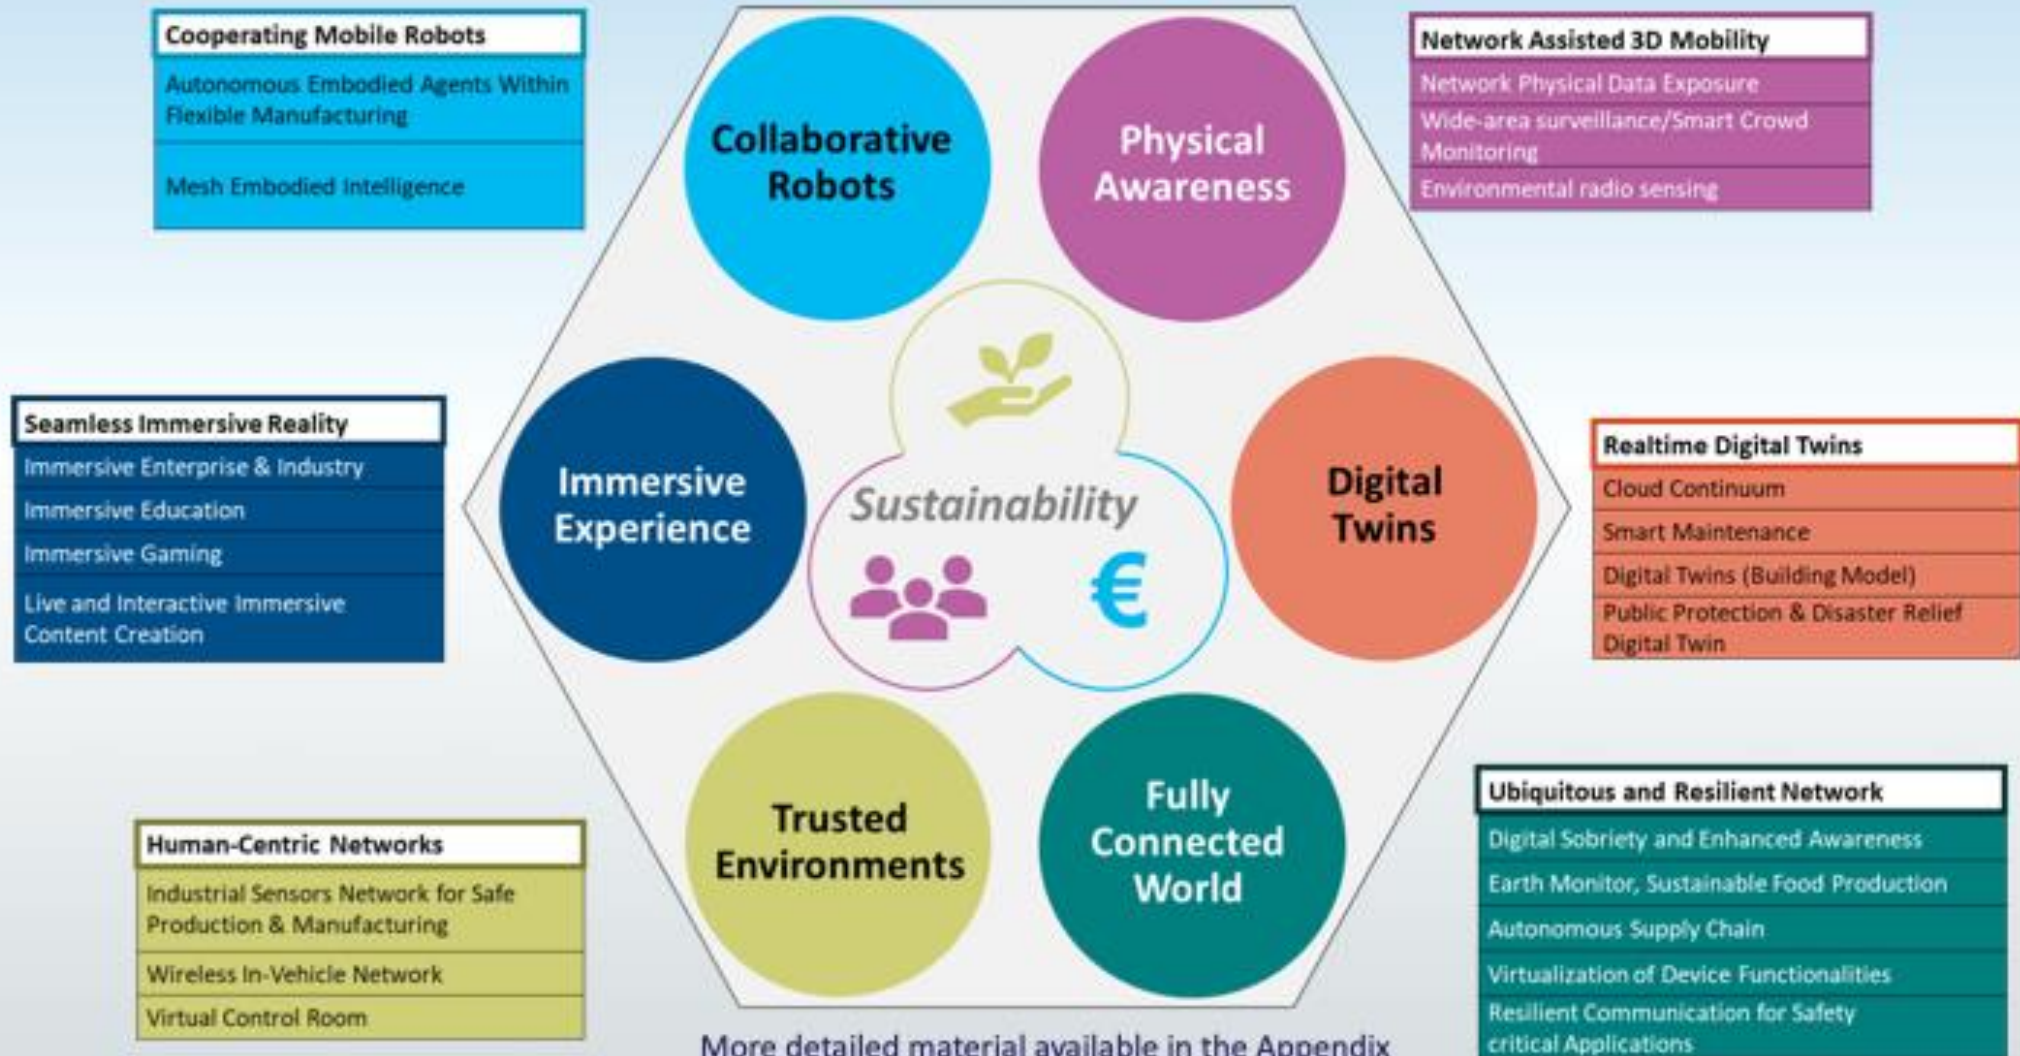 Cooperating Mobile Robots
Autonomous Embodied Agents Within
Flexible Manufacturing
Mesh Embodied Intelligence
Collaborative
Robots
Physical
Awareness
Network Assisted 3D Mobility
Network Physical Data Exposure
Wide-area surveillance/Smart Crowd
Monitoring
Environmental radio sensing
Seamless Immersive Reality
Immersive Enterprise & Industry
Immersive Education
Immersive Gaming
Live and Interactive Immersive
Content Creation
Immersive
Experience
Sustainability
€
Digital
Twins
Realtime Digital Twins
Cloud Continuum
Smart Maintenance
Digital Twins (Building Model)
Public Protection & Disaster Relief
Digital Twin
Human-Centric Networks
Industrial Sensors Network for Safe
Production & Manufacturing
Wireless In-Vehicle Network
Virtual Control Room
Trusted
Environments
Fully
Connected
World
Ubiquitous and Resilient Network
Digital Sobriety and Enhanced Awareness
Earth Monitor, Sustainable Food Production
Autonomous Supply Chain
Virtualization of Device Functionalities
Resilient Communication for Safety
critical Applications
More detailed material available in the Appendix